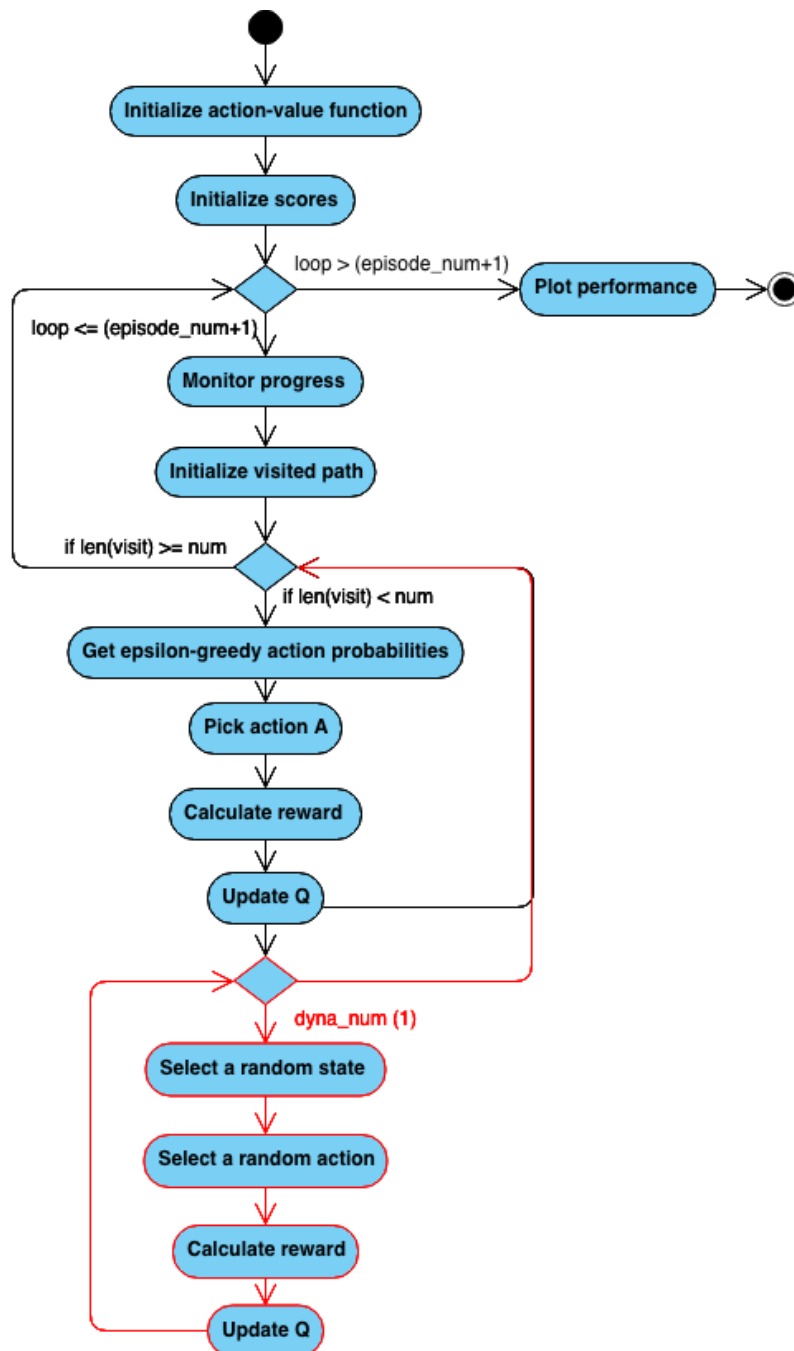 Initialize action-value function
Initialize scores
loop > (episode_num+1)
Plot performance
loop <= (episode_num+1)
Monitor progress
Initialize visited path
if len(visit) >= num
if len(visit) < num
Get epsilon-greedy action probabilities
Pick action A
Calculate reward
Update Q
dyna_num (1)
Select a random state
Select a random action
Calculate reward
Update Q